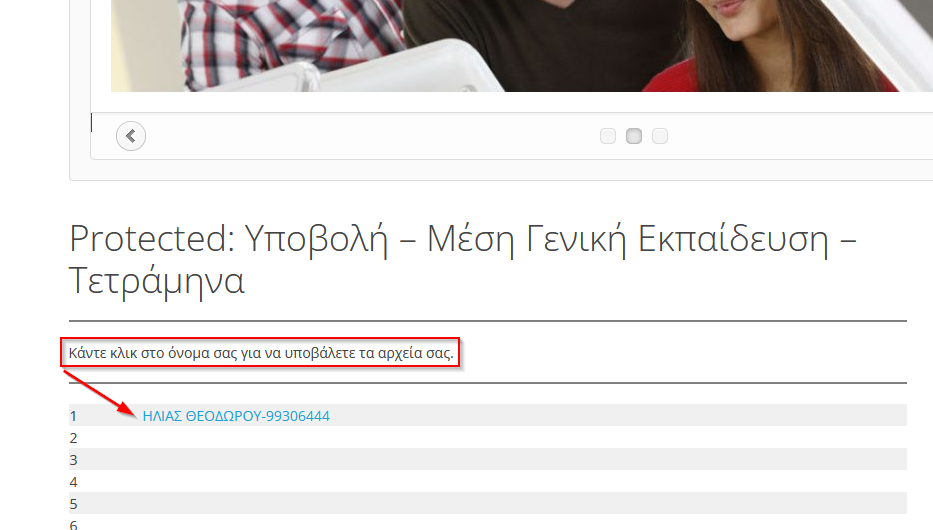 Protected: Υποβολή – Μέση Γενική Εκπαίδευση –
Τετράμηνα
Κάντε κλικ στο όνομα σας για να υποβάλετε τα αρχεία σας.
1 ΗΛΙΑΣ ΘΕΟΔΩΡΟΥ-99306444
2
3
4
5
6